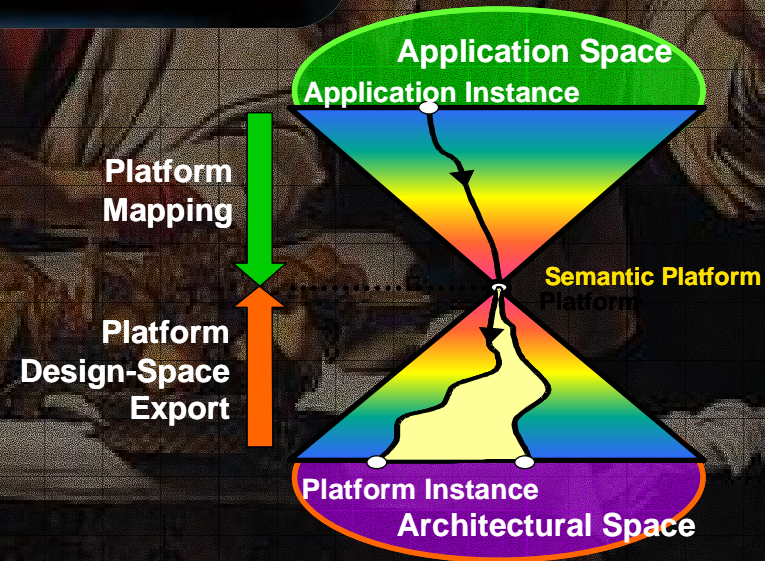 Application Space
Application Instance
Platform
Mapping
Semantic Platform
Platform
Platform
Design-Space
Export
Platform Instance
Architectural Space